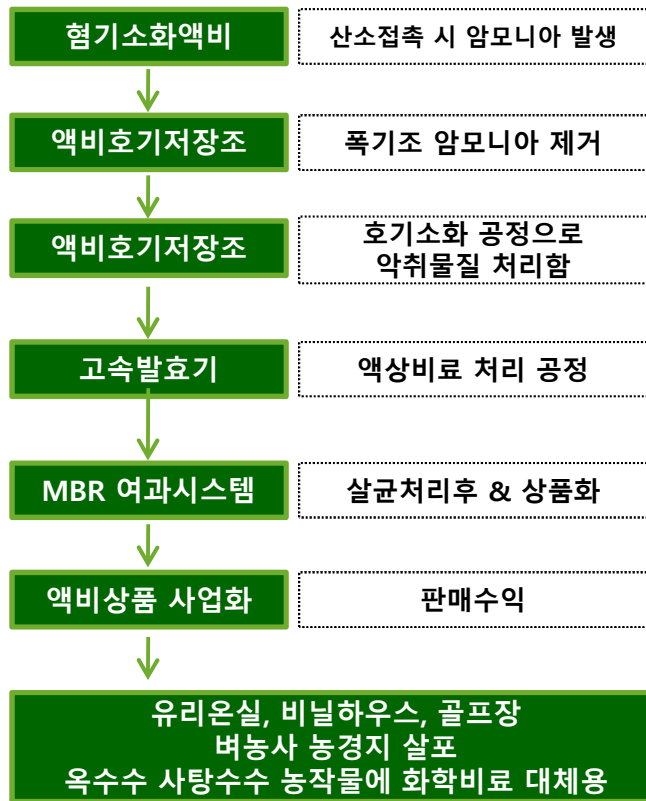 혐기소화액비
산소접촉 시 암모니아 발생
액비호기저장조
폭기조 암모니아 제거
액비호기저장조
호기소화 공정으로
악취물질 처리함
고속발효기
액상비료 처리 공정
MBR 여과시스템
살균처리후 & 상품화
액비상품 사업화
판매수익
유리온실, 비닐하우스, 골프장
벼농사 농경지 살포
옥수수 사탕수수 농작물에 화학비료 대체용